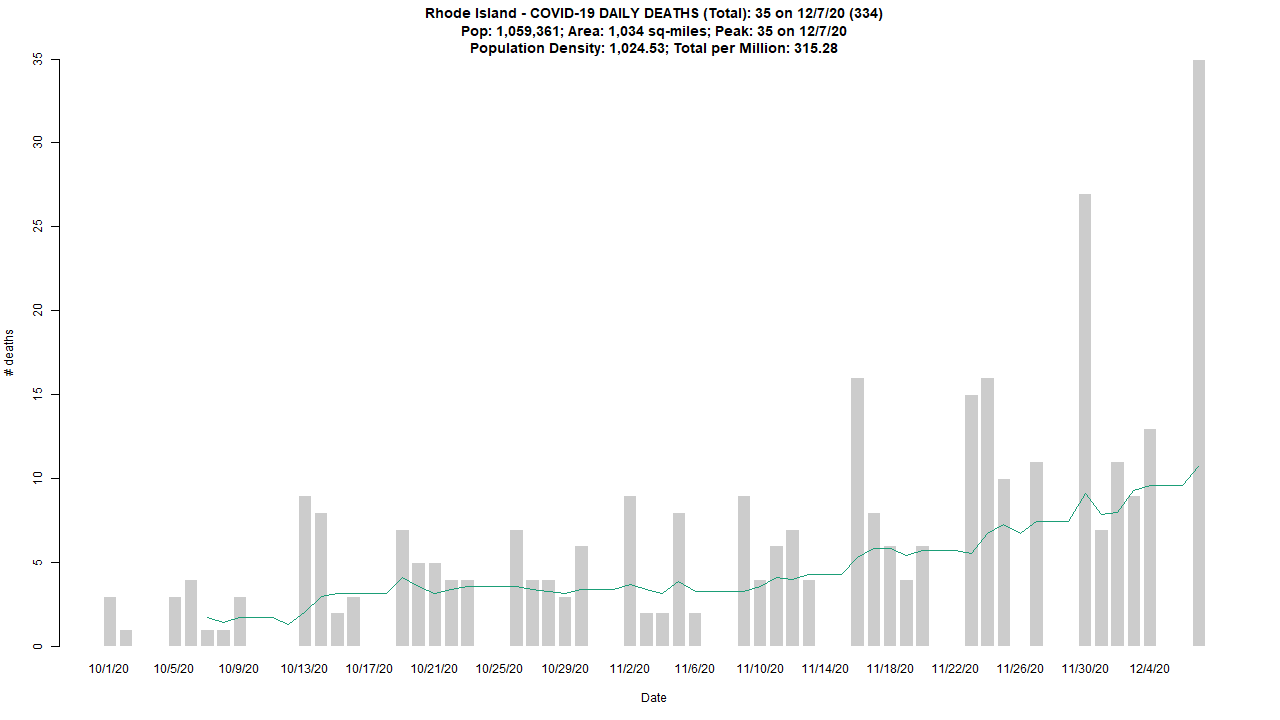 Rhode Island - COVID-19 DAILY DEATHS (Total): 35 on 12/7/20 (334)
Pop: 1,059,361; Area: 1,034 sq-miles; Peak: 35 on 12/7/20
Population Density: 1,024.53; Total per Million: 315.28
35
30
25
20
15
10
5
0
# deaths
10/1/20 10/5/20 10/9/20 10/13/20 10/17/20 10/21/20 10/25/20 10/29/20 11/2/20 11/6/20 11/10/20 11/14/20 11/18/20 11/22/20 11/26/20 11/30/20 12/4/20
Date